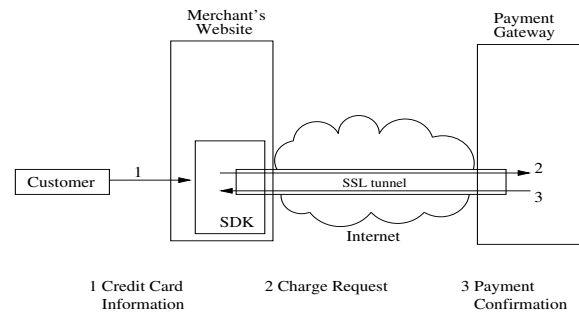 Merchant's
Website
Payment
Gateway
Customer
1
2
SSL tunnel
3
SDK
Internet
1 Credit Card
Information
2 Charge Request
3 Payment
Confirmation